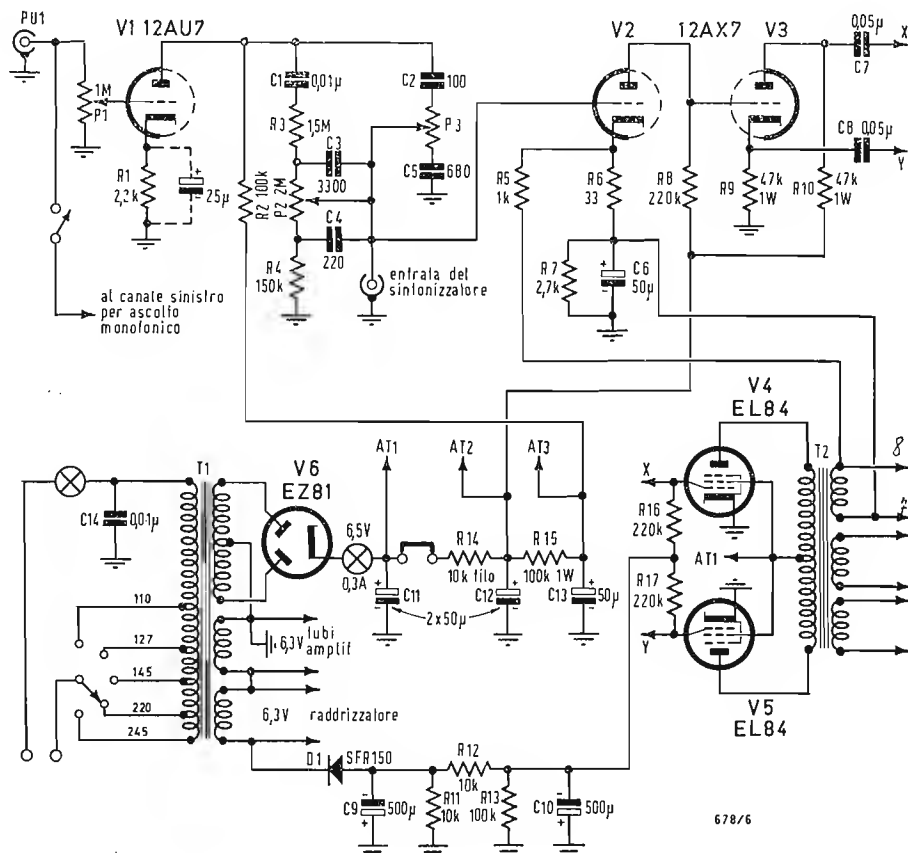 PU1
V1 12AU7
1M
P1
R1
2,2k
+
25µ
-
R2 100k
C1
0,01µ
R3
1,5M
C3
3300
P2 2M
C4
220
R4
150k
C2
100
P3
C5
680
entrata del
sintonizzatore
al canale sinistro
per ascolto
monofonico
V2
12AX7
V3
R5
1k
R6
33
R7
2,7k
+
C6
50µ
-
R8
220k
R9
47k
1W
R10
47k
1W
0,05µ
C7
X
C8
0,05µ
Y
T1
C14
0,01µ
110
127
145
220
245
V6
EZ81
6,5V
0,3A
6,3V tubi
amplif
6,3V raddrizzatore
AT1
AT2
AT3
R14
10k filo
R15
100k 1W
+
C11
-
2x50µ
+
C12
-
+
C13
50µ
-
D1
SFR150
-
C9
500µ
+
R11
10k
R12
10k
R13
100k
-
C10
500µ
+
V4
EL84
X
R16
220k
AT1
R17
220k
Y
V5
EL84
T2
8
678/6